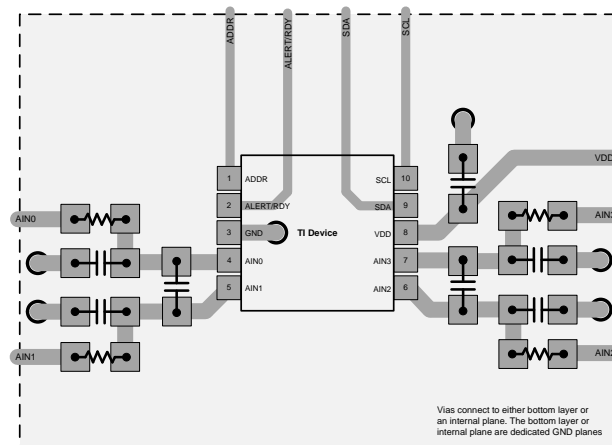 ADDR
ALERT/RDY
SDA
SCL
1 ADDR
SCL 10
2 ALERT/RDY
SDA 9
3 GND
TI Device
VDD 8
4 AIN0
AIN3 7
5 AIN1
AIN2 6
VDD
AIN0
AIN3
AIN1
AIN2
Vias connect to either bottom layer or
an internal plane. The bottom layer or
internal plane are dedicated GND planes